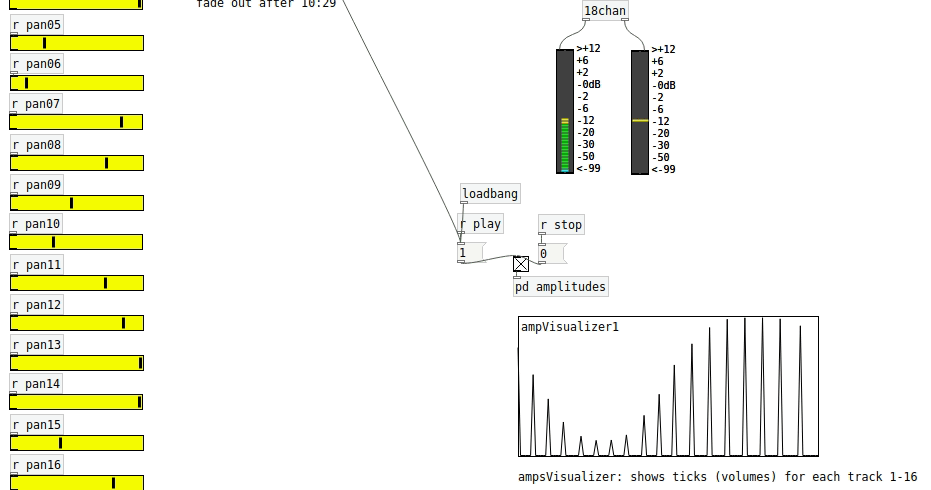 fade out after 10:29
r pan05
r pan06
r pan07
r pan08
r pan09
r pan10
r pan11
r pan12
r pan13
r pan14
r pan15
r pan16
18chan
>+12
+6
+2
-0dB
-2
-6
-12
-20
-30
-50
<-99
>+12
+6
+2
-0dB
-2
-6
-12
-20
-30
-50
<-99
loadbang
r play
r stop
1
0
pd amplitudes
ampVisualizer1
ampsVisualizer: shows ticks (volumes) for each track 1-16